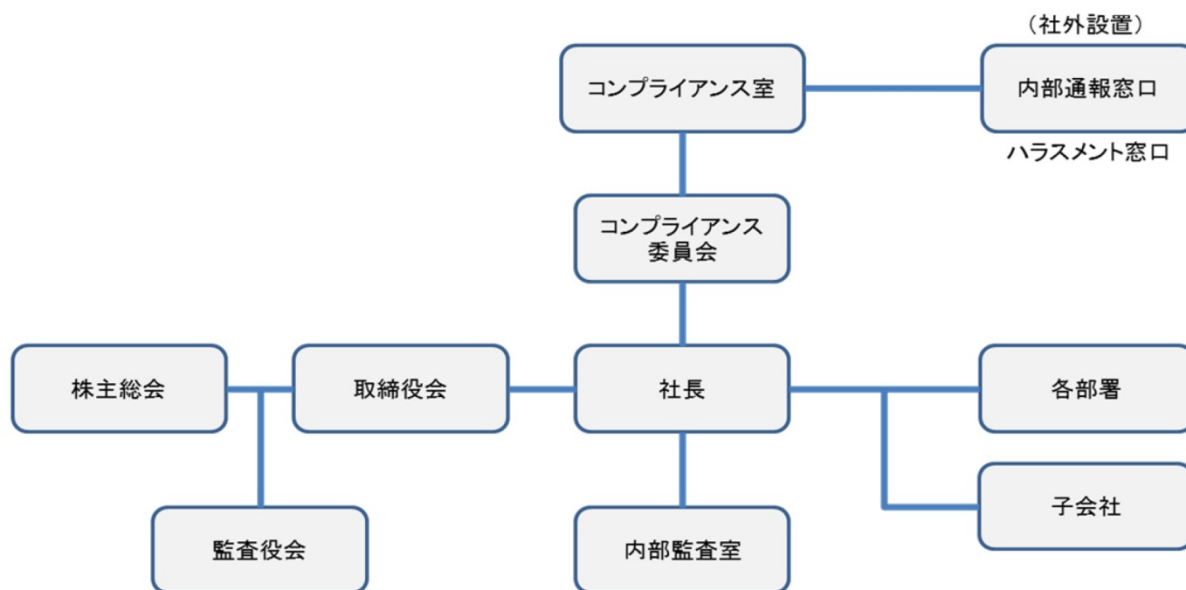 （社外設置）
コンプライアンス室
内部通報窓口
ハラスメント窓口
コンプライアンス
委員会
株主総会
取締役会
社長
各部署
子会社
監査役会
内部監査室